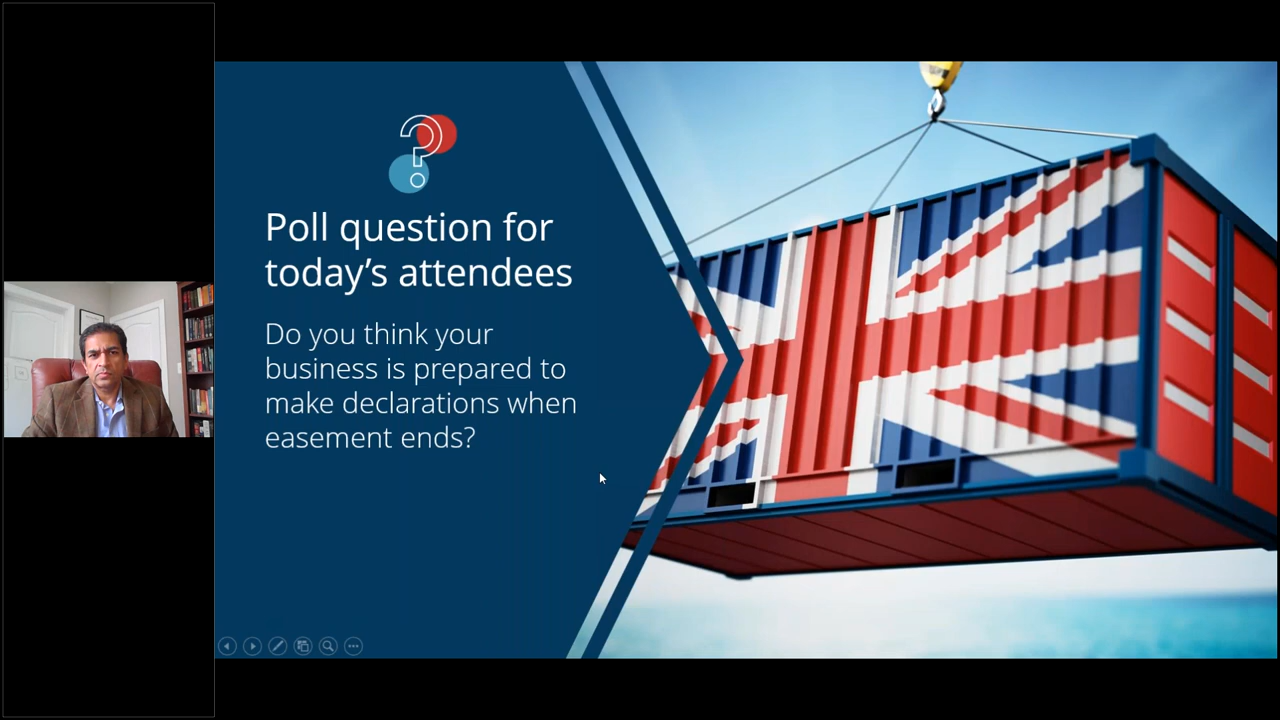 Poll question for
today's attendees
Do you think your
business is prepared to
make declarations when
easement ends?